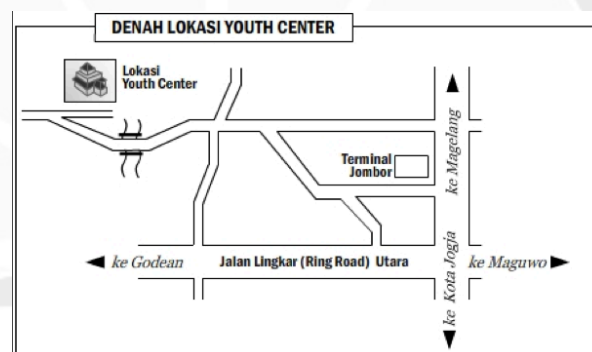 DENAH LOKASI YOUTH CENTER
Lokasi
Youth Center
Terminal
Jombor
ke Magelang
ke Godean
Jalan Lingkar (Ring Road) Utara
ke Kota Jogja
ke Maguwo